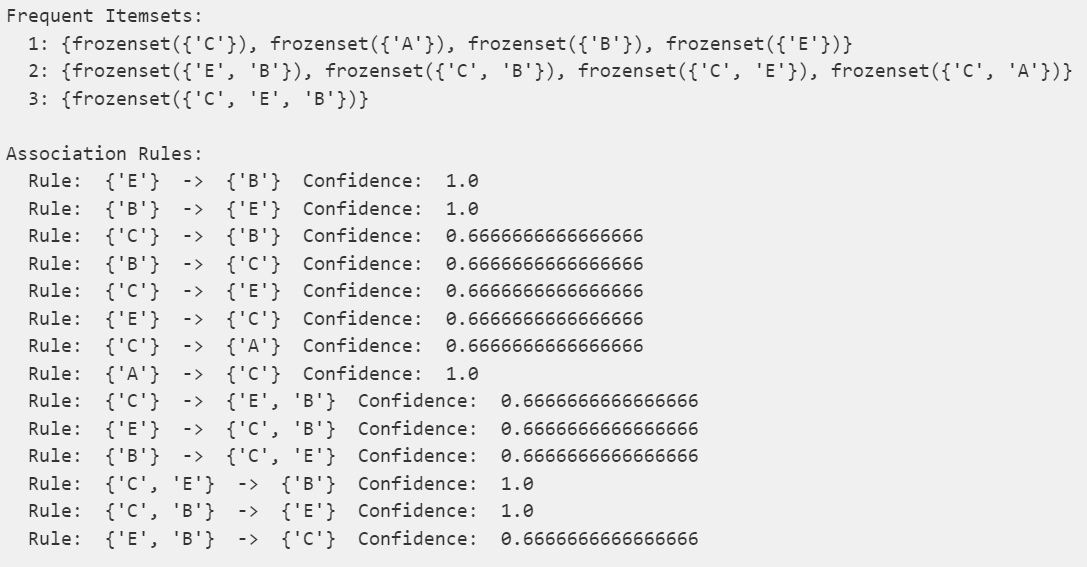 Frequent Itemsets:
  1: {frozenset({'C'}), frozenset({'A'}), frozenset({'B'}), frozenset({'E'})}
  2: {frozenset({'E', 'B'}), frozenset({'C', 'B'}), frozenset({'C', 'E'}), frozenset({'C', 'A'})}
  3: {frozenset({'C', 'E', 'B'})}

Association Rules:
  Rule:  {'E'}  ->  {'B'}  Confidence:  1.0
  Rule:  {'B'}  ->  {'E'}  Confidence:  1.0
  Rule:  {'C'}  ->  {'B'}  Confidence:  0.6666666666666666
  Rule:  {'B'}  ->  {'C'}  Confidence:  0.6666666666666666
  Rule:  {'C'}  ->  {'E'}  Confidence:  0.6666666666666666
  Rule:  {'E'}  ->  {'C'}  Confidence:  0.6666666666666666
  Rule:  {'C'}  ->  {'A'}  Confidence:  0.6666666666666666
  Rule:  {'A'}  ->  {'C'}  Confidence:  1.0
  Rule:  {'C'}  ->  {'E', 'B'}  Confidence:  0.6666666666666666
  Rule:  {'E'}  ->  {'C', 'B'}  Confidence:  0.6666666666666666
  Rule:  {'B'}  ->  {'C', 'E'}  Confidence:  0.6666666666666666
  Rule:  {'C', 'E'}  ->  {'B'}  Confidence:  1.0
  Rule:  {'C', 'B'}  ->  {'E'}  Confidence:  1.0
  Rule:  {'E', 'B'}  ->  {'C'}  Confidence:  0.6666666666666666